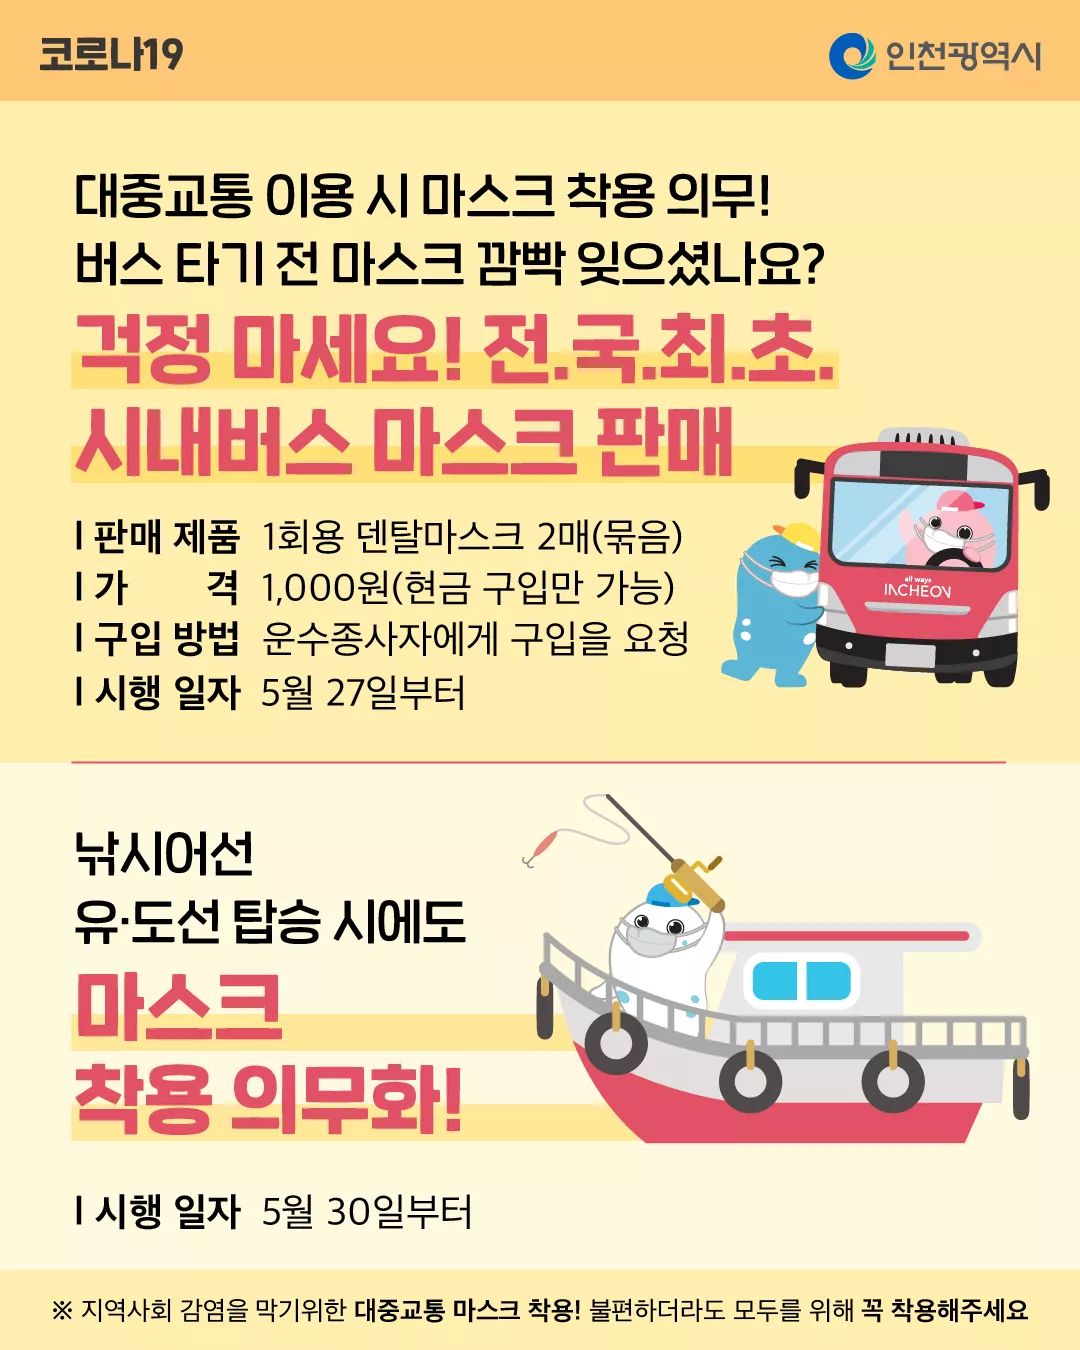 코로나19
인천광역시
대중교통 이용 시 마스크 착용 의무!
버스 타기 전 마스크 깜빡 잊으셨나요?
걱정 마세요! 전.국.최.초.
시내버스 마스크 판매
I 판매 제품 1회용 덴탈마스크 2매(묶음)
I 가 격 1,000원(현금 구입만 가능)
I 구입 방법 운수종사자에게 구입을 요청
I 시행 일자 5월 27일부터
all ways
INCHEON
낚시어선
유·도선 탑승 시에도
마스크
착용 의무화!
I 시행 일자 5월 30일부터
※ 지역사회 감염을 막기위한 대중교통 마스크 착용! 불편하더라도 모두를 위해 꼭 착용해주세요